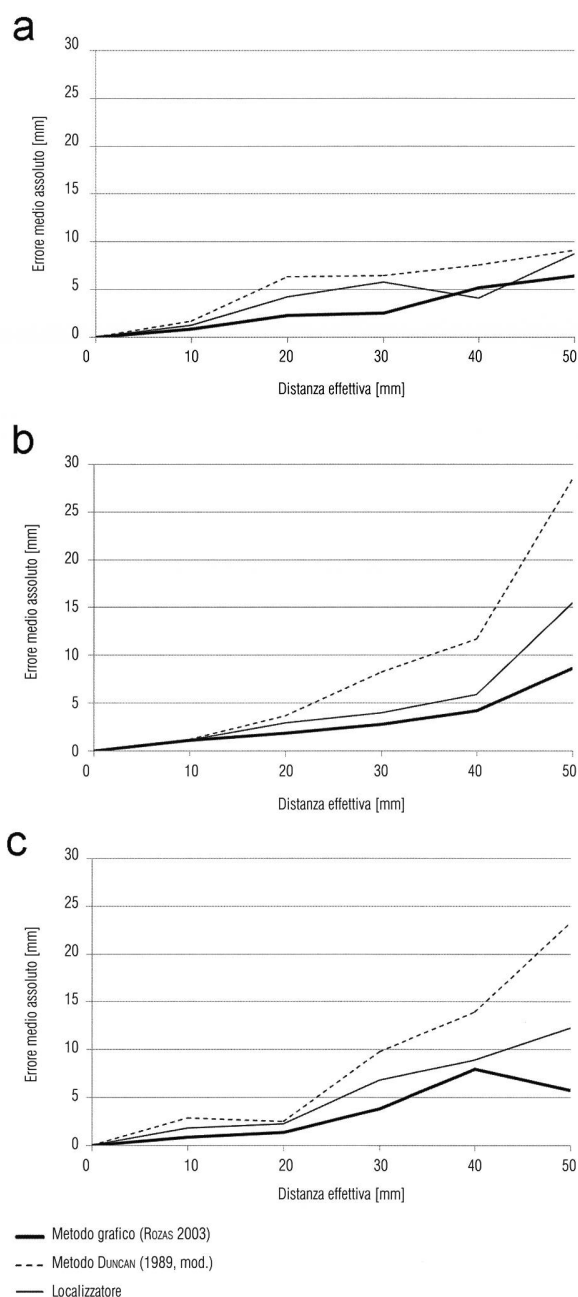 a
30
25
20
15
10
5
0
Errore medio assoluto [mm]
0 10 20 30 40 50
Distanza effettiva [mm]
b
30
25
20
15
10
5
0
Errore medio assoluto [mm]
0 10 20 30 40 50
Distanza effettiva [mm]
c
30
25
20
15
10
5
0
Errore medio assoluto [mm]
0 10 20 30 40 50
Distanza effettiva [mm]
Metodo grafico (ROZAS 2003)
Metodo DUNCAN (1989, mod.)
Localizzatore